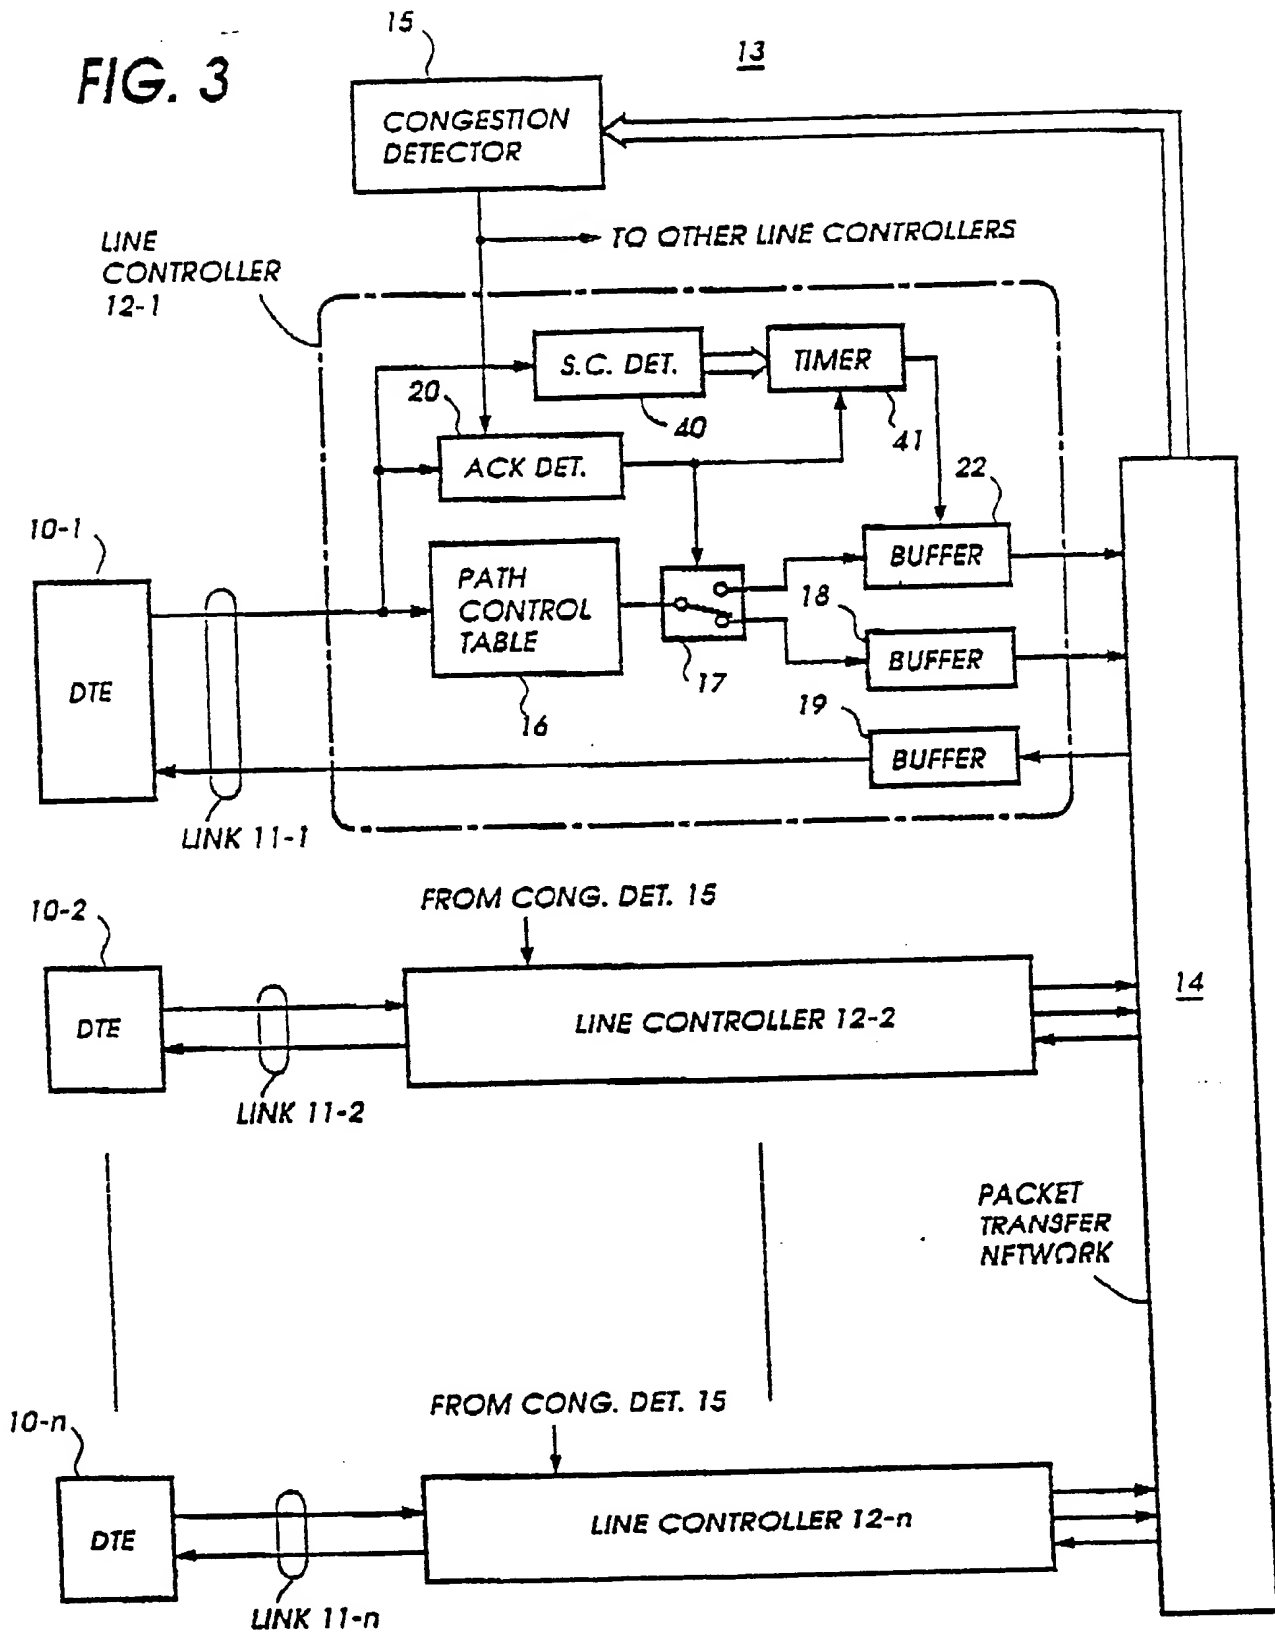 FIG. 3
15
13
CONGESTION
DETECTOR
TO OTHER LINE CONTROLLERS
LINE
CONTROLLER
12-1
S.C. DET.
TIMER
20
40
41
ACK DET.
22
10-1
BUFFER
PATH
CONTROL
TABLE
18
DTE
BUFFER
17
16
19
BUFFER
LINK 11-1
FROM CONG. DET. 15
10-2
14
DTE
LINE CONTROLLER 12-2
LINK 11-2
PACKET
TRANSFER
NETWORK
FROM CONG. DET. 15
10-n
DTE
LINE CONTROLLER 12-n
LINK 11-n